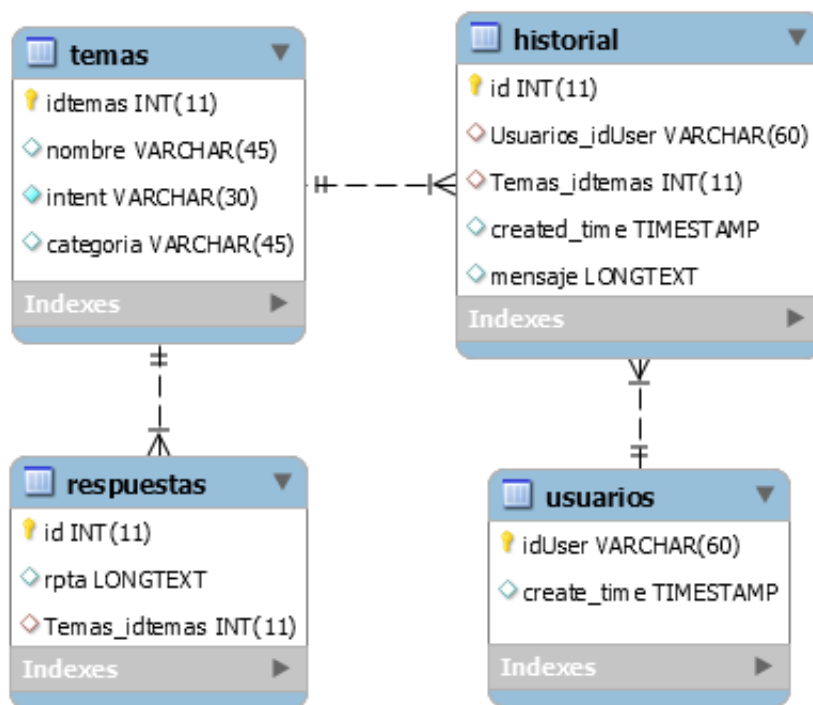 temas
idtemas INT(11)
nombre VARCHAR(45)
intent VARCHAR(30)
categoria VARCHAR(45)
Indexes
historial
id INT(11)
Usuarios_idUser VARCHAR(60)
Temas_idtemas INT(11)
created_time TIMESTAMP
mensaje LONGTEXT
Indexes
respuestas
id INT(11)
rpta LONGTEXT
Temas_idtemas INT(11)
Indexes
usuarios
idUser VARCHAR(60)
create_time TIMESTAMP
Indexes